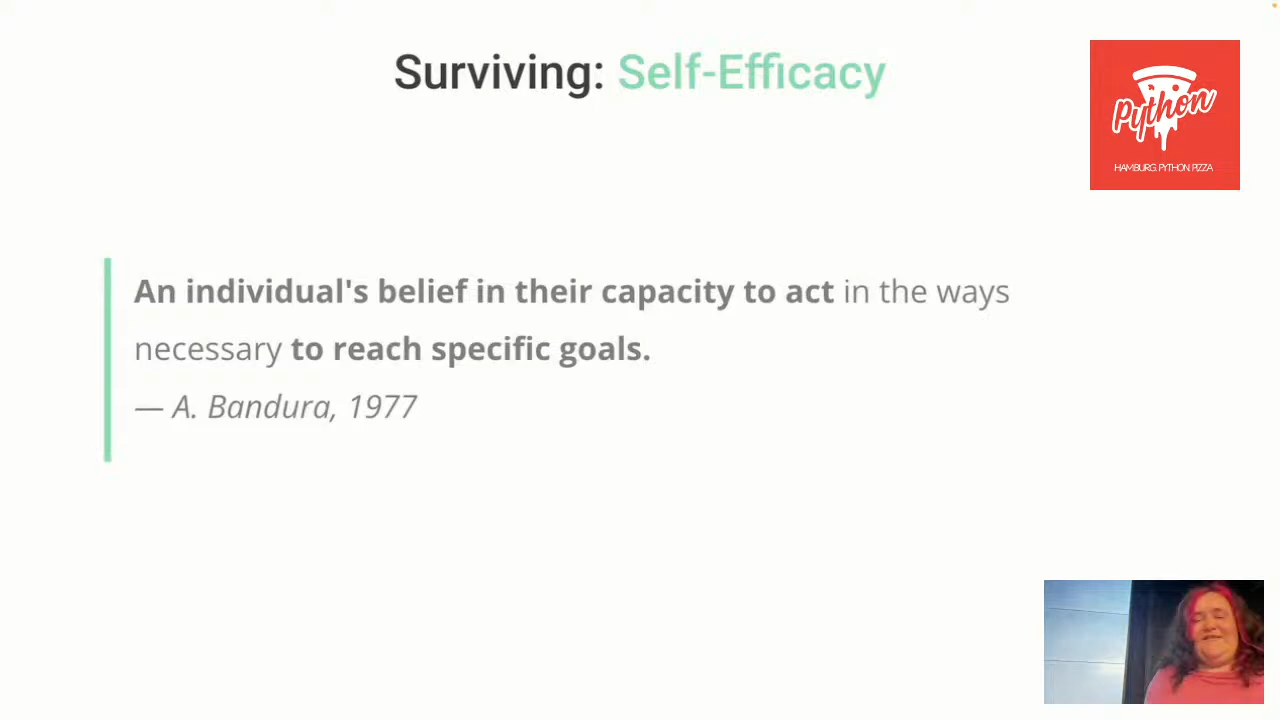 Surviving: Self-Efficacy
Python
HAMBURG.PYTHON.PIZZA
An individual's belief in their capacity to act in the ways
necessary to reach specific goals.
— A. Bandura, 1977